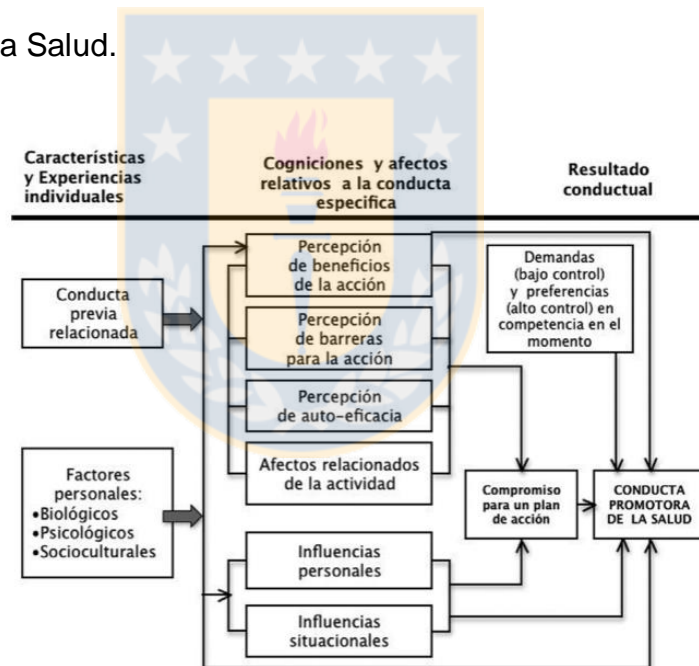 a Salud.
Características
y Experiencias
individuales
Cogniciones y afectos
relativos a la conducta
especifica
Resultado
conductual
Conducta
previa
relacionada
Factores
personales:
•Biológicos
•Psicológicos
•Socioculturales
Percepción
de beneficios
de la acción
Percepción
de barreras
para la acción
Percepción
de auto-eficacia
Afectos relacionados
de la actividad
Influencias
personales
Influencias
situacionales
Demandas
(bajo control)
y preferencias
(alto control) en
competencia en el
momento
Compromiso
para un plan
de acción
CONDUCTA
PROMOTORA
DE LA SALUD